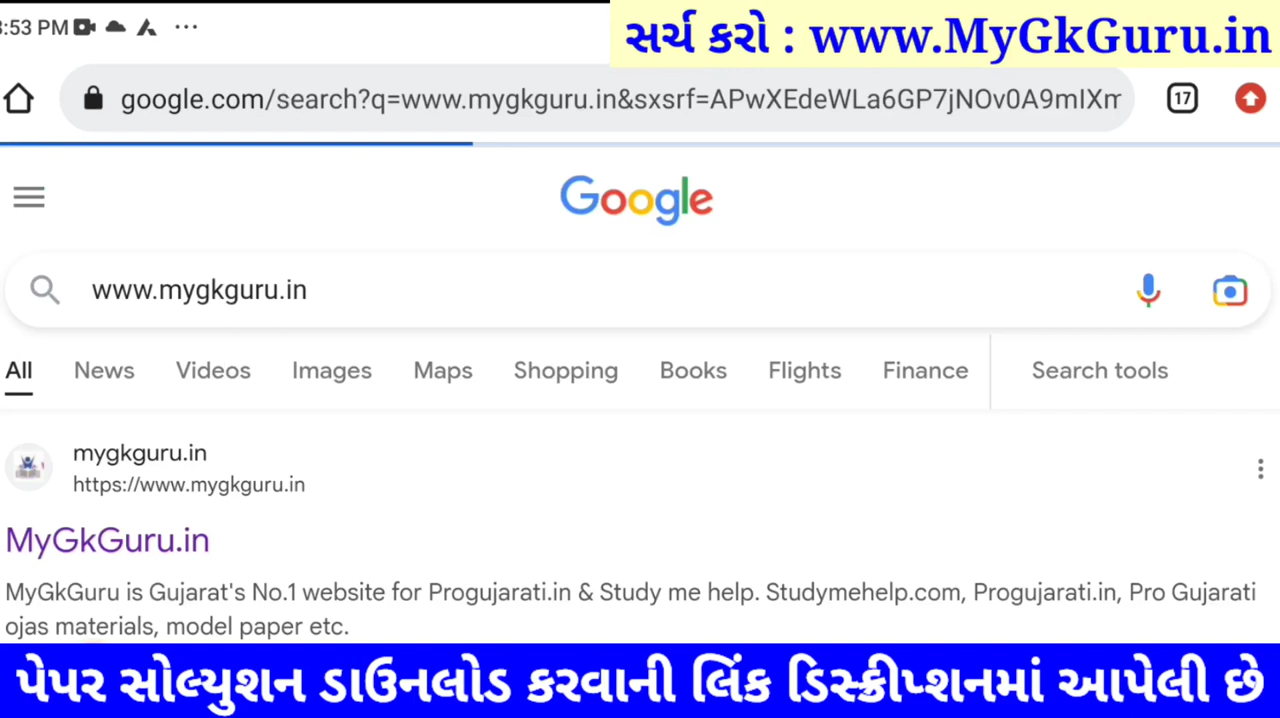 :53 PM
સર્ચ કરો : www.MyGkGuru.in
google.com/search?q=www.mygkguru.in&sxsrf=APwXEdeWLa6GP7jNOv0A9mIXm
17
Google
www.mygkguru.in
All News Videos Images Maps Shopping Books Flights Finance Search tools
mygkguru.in
https://www.mygkguru.in
MyGkGuru.in
MyGkGuru is Gujarat's No.1 website for Progujarati.in & Study me help. Studymehelp.com, Progujarati.in, Pro Gujarati
ojas materials, model paper etc.
પેપર સોલ્યુશન ડાઉનલોડ કરવાની લિંક ડિસ્ક્રીપ્શનમાં આપેલી છે